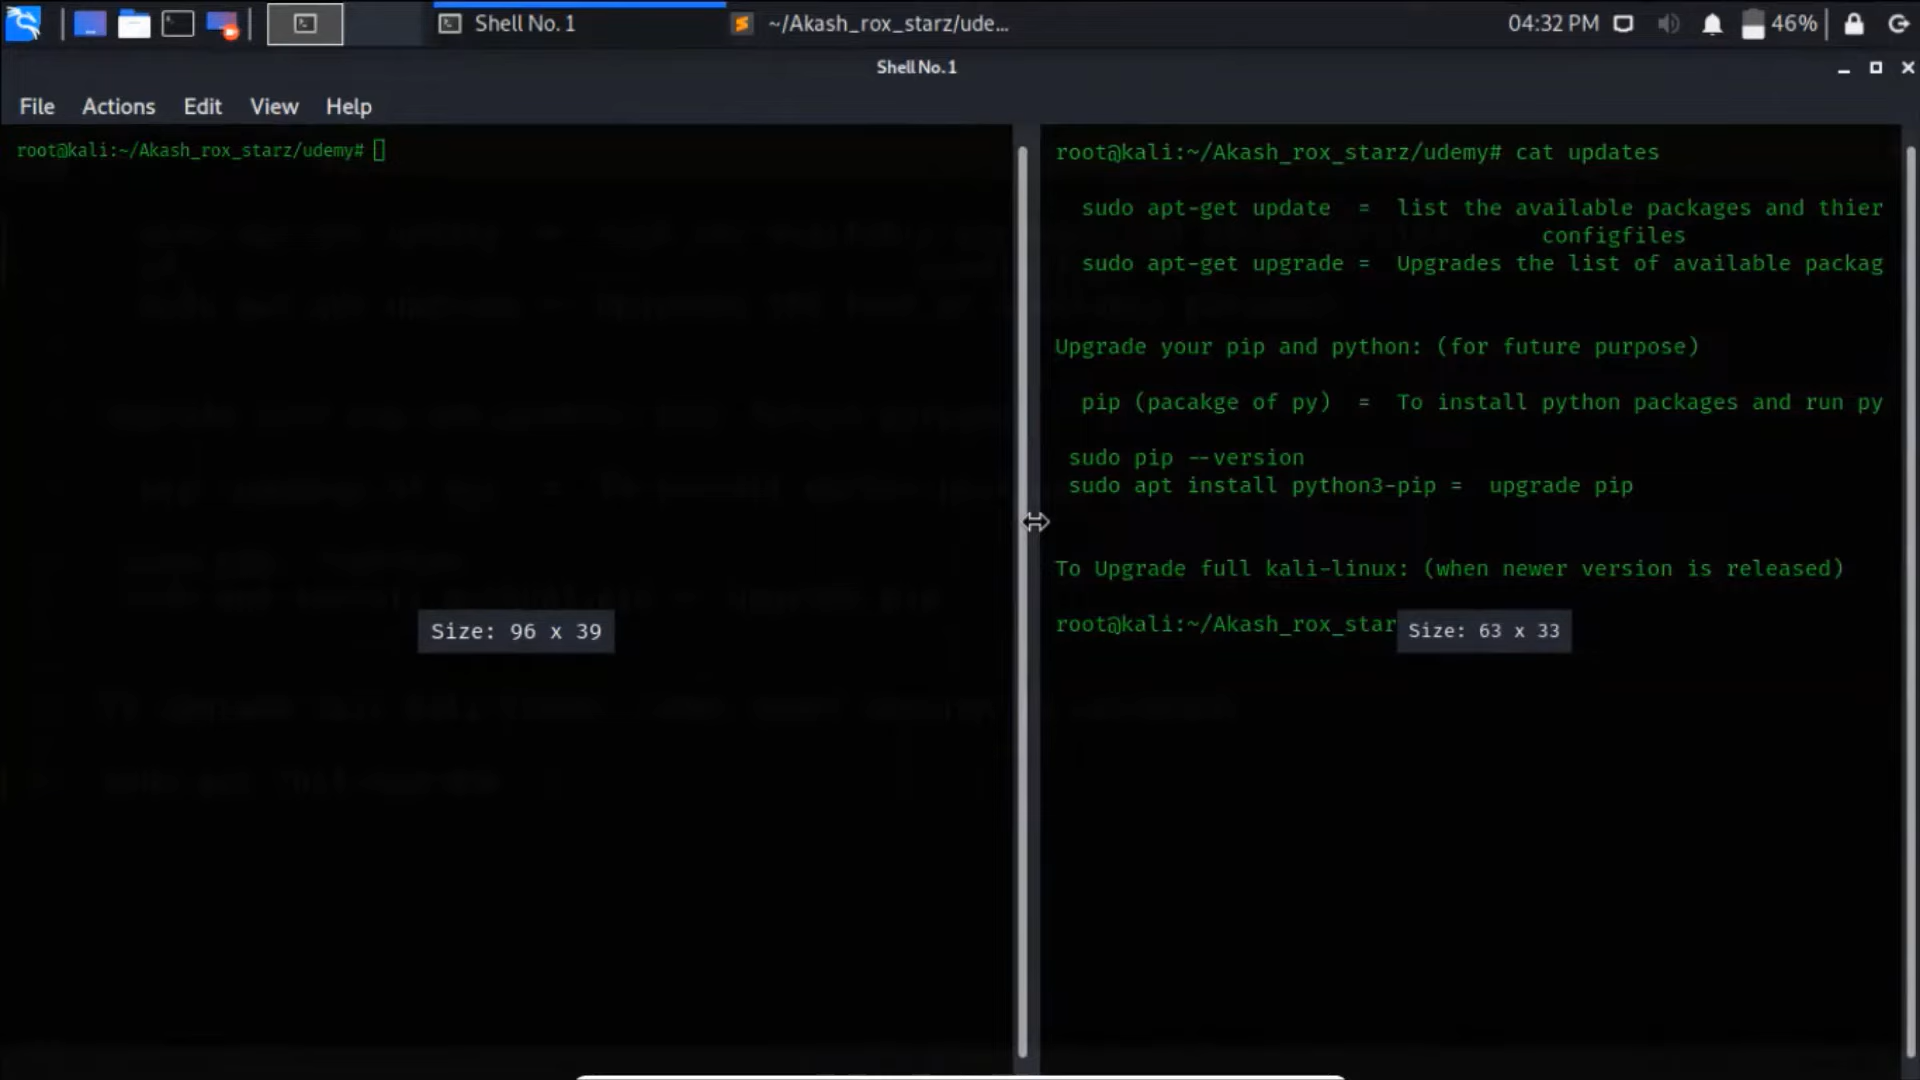 Shell No. 1
~/Akash_rox_starz/ude...
04:32 PM
46%
Shell No. 1
File Actions Edit View Help
root@kali:~/Akash_rox_starz/udemy#
Size: 96 x 39
root@kali:~/Akash_rox_starz/udemy# cat updates
sudo apt-get update = list the available packages and thier
configfiles
sudo apt-get upgrade = Upgrades the list of available packag
Upgrade your pip and python: (for future purpose)
pip (pacakge of py) = To install python packages and run py
sudo pip --version
sudo apt install python3-pip = upgrade pip
To Upgrade full kali-linux: (when newer version is released)
root@kali:~/Akash_rox_star
Size: 63 x 33